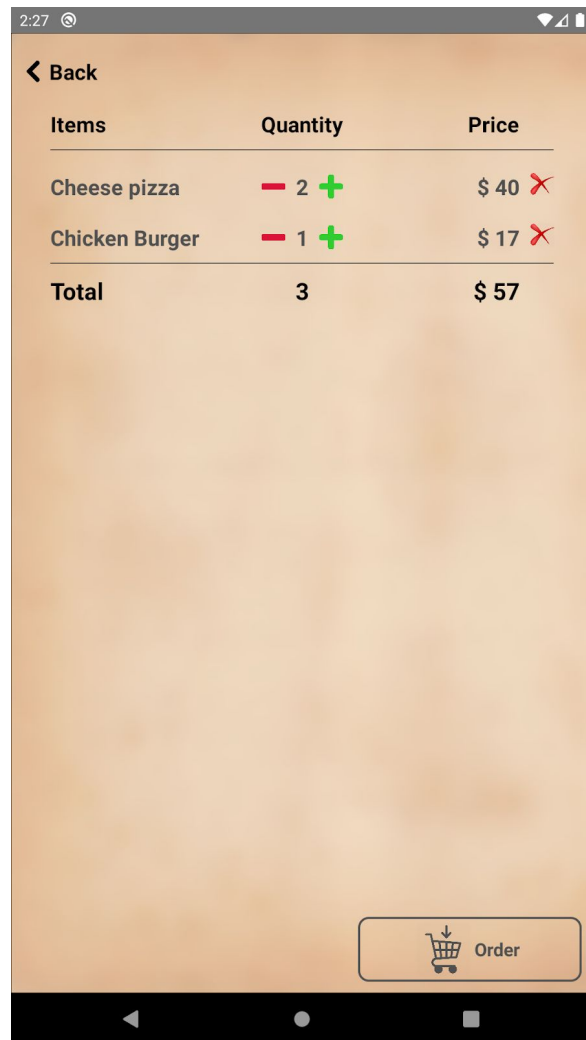 2:27
Back
Items Quantity Price
Cheese pizza 2 $ 40
Chicken Burger 1 $ 17
Total 3 $ 57
Order